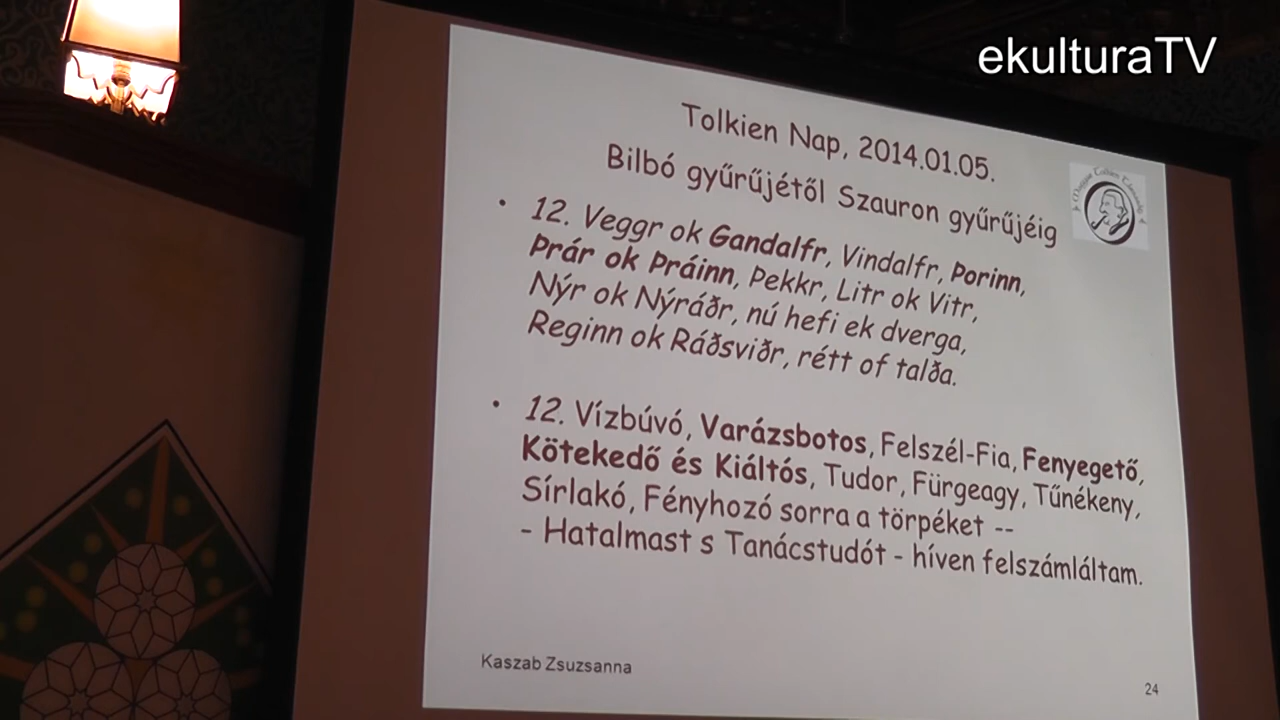 ekulturaTV
Tolkien Nap, 2014.01.05.
Bilbó gyűrűjétől Szauron gyűrűjéig
• 12. Veggr ok Gandalfr, Vindalfr, Þorinn,
Þrár ok Þráinn, Þekkr, Litr ok Vitr,
Nýr ok Nýráðr, nú hefi ek dverga,
Reginn ok Ráðsviðr, rétt of talða.
• 12. Vízbúvó, Varázsbotos, Felszél-Fia, Fenyegető,
Kötekedő és Kiáltós, Tudor, Fürgeagy, Tűnékeny,
Sírlakó, Fényhozó sorra a törpéket --
- Hatalmast s Tanácstudót - híven felszámláltam.
Kaszab Zsuzsanna
24